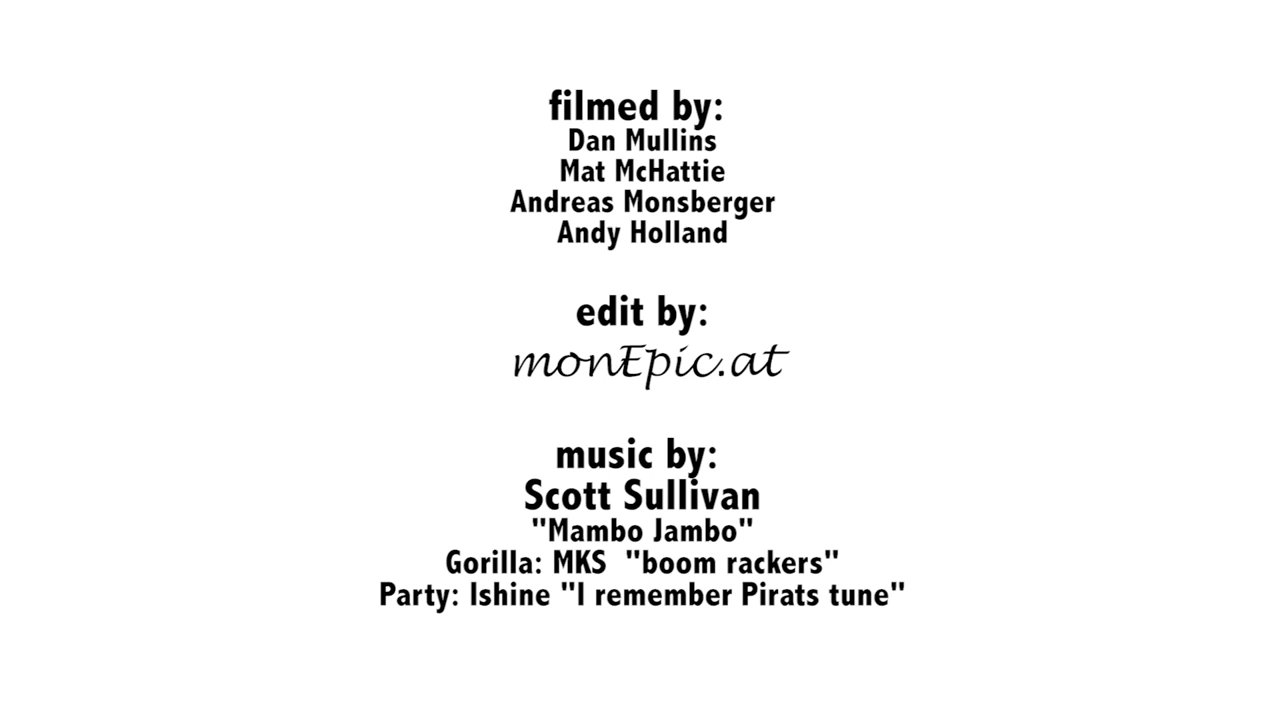 filmed by:
Dan Mullins
Mat McHattie
Andreas Monsberger
Andy Holland
edit by:
monEpic.at
music by:
Scott Sullivan
"Mambo Jambo"
Gorilla: MKS "boom rackers"
Party: Ishine "I remember Pirats tune"